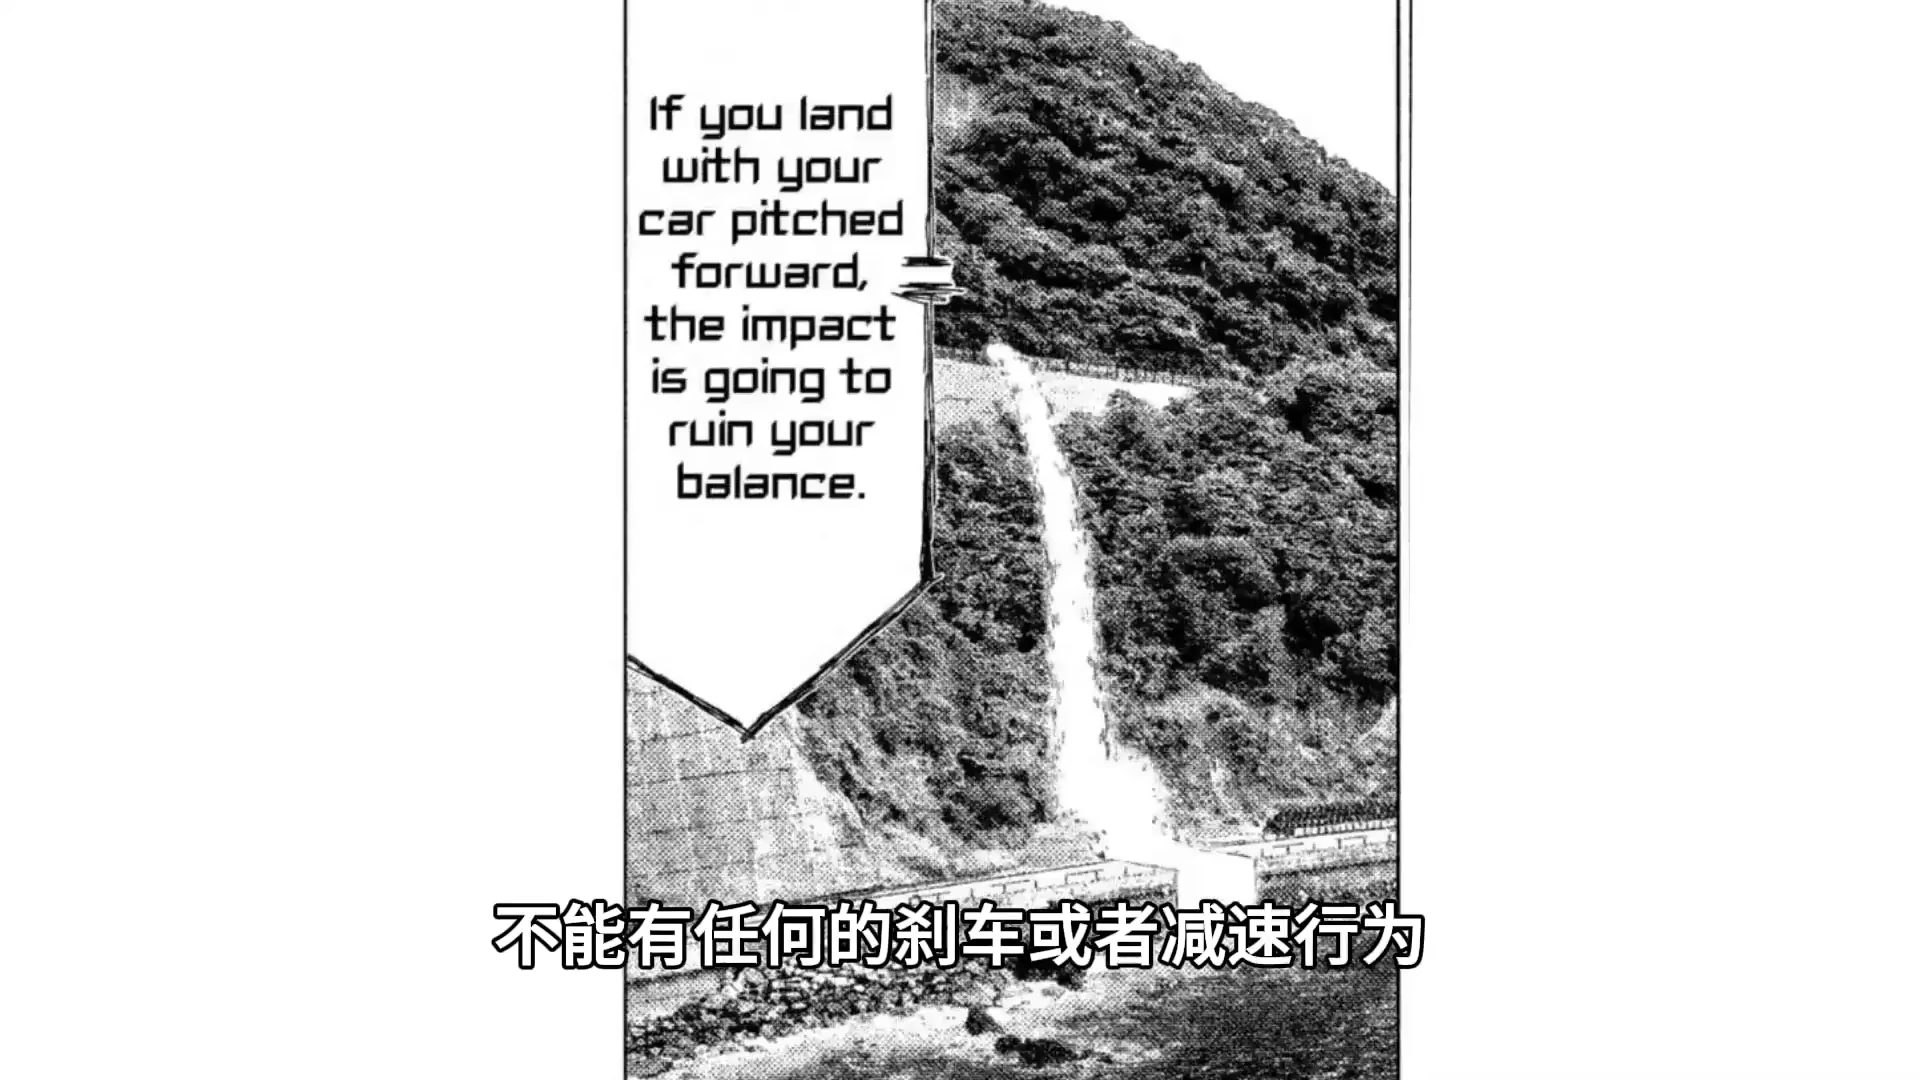 If you land
with your
car pitched
forward,
the impact
is going to
ruin your
balance.
不能有任何的刹车或者减速行为